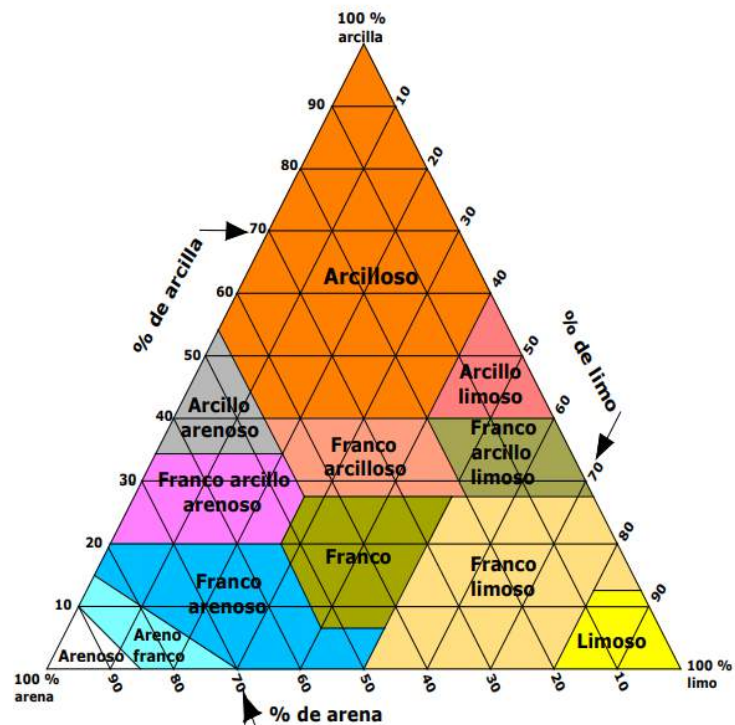 100 %
arcilla
90
10
80
20
% de arcilla
70
30
Arcilloso
60
40
% de limo
50
50
Arcillo
limoso
Arcillo
arenoso
40
60
Franco
arcilloso
Franco
arcillo
limoso
30
70
Franco arcillo
arenoso
20
80
Franco
Franco
limoso
Franco
arenoso
10
90
Areno
franco
Arenoso
Limoso
100 %
arena
90
80
70
60
50
40
30
20
10
100 %
limo
% de arena